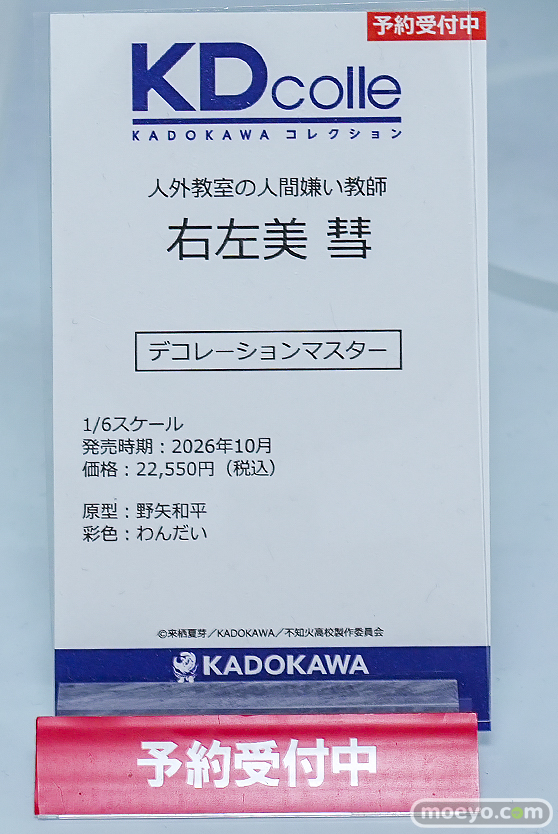 予約受付中
KDcolle
KADOKAWA コレクション
人外教室の人間嫌い教師
右左美 彗
デコレーションマスター
1/6スケール
発売時期：2026年10月
価格：22,550円（税込）
原型：野矢和平
彩色：わんだい
©来栖夏芽／KADOKAWA／不知火高校製作委員会
KADOKAWA
予約受付中
moeyo.com